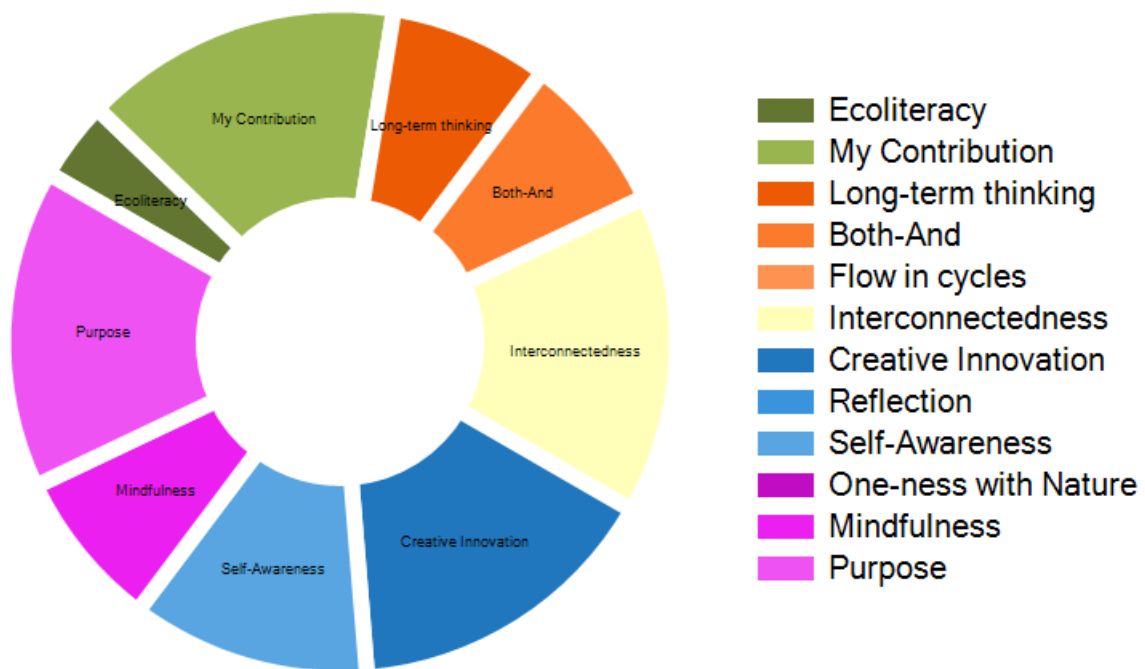 My Contribution
Long-term thinking
Both-And
Ecoliteracy
Purpose
Interconnectedness
Mindfulness
Creative Innovation
Self-Awareness
Ecoliteracy
My Contribution
Long-term thinking
Both-And
Flow in cycles
Interconnectedness
Creative Innovation
Reflection
Self-Awareness
One-ness with Nature
Mindfulness
Purpose